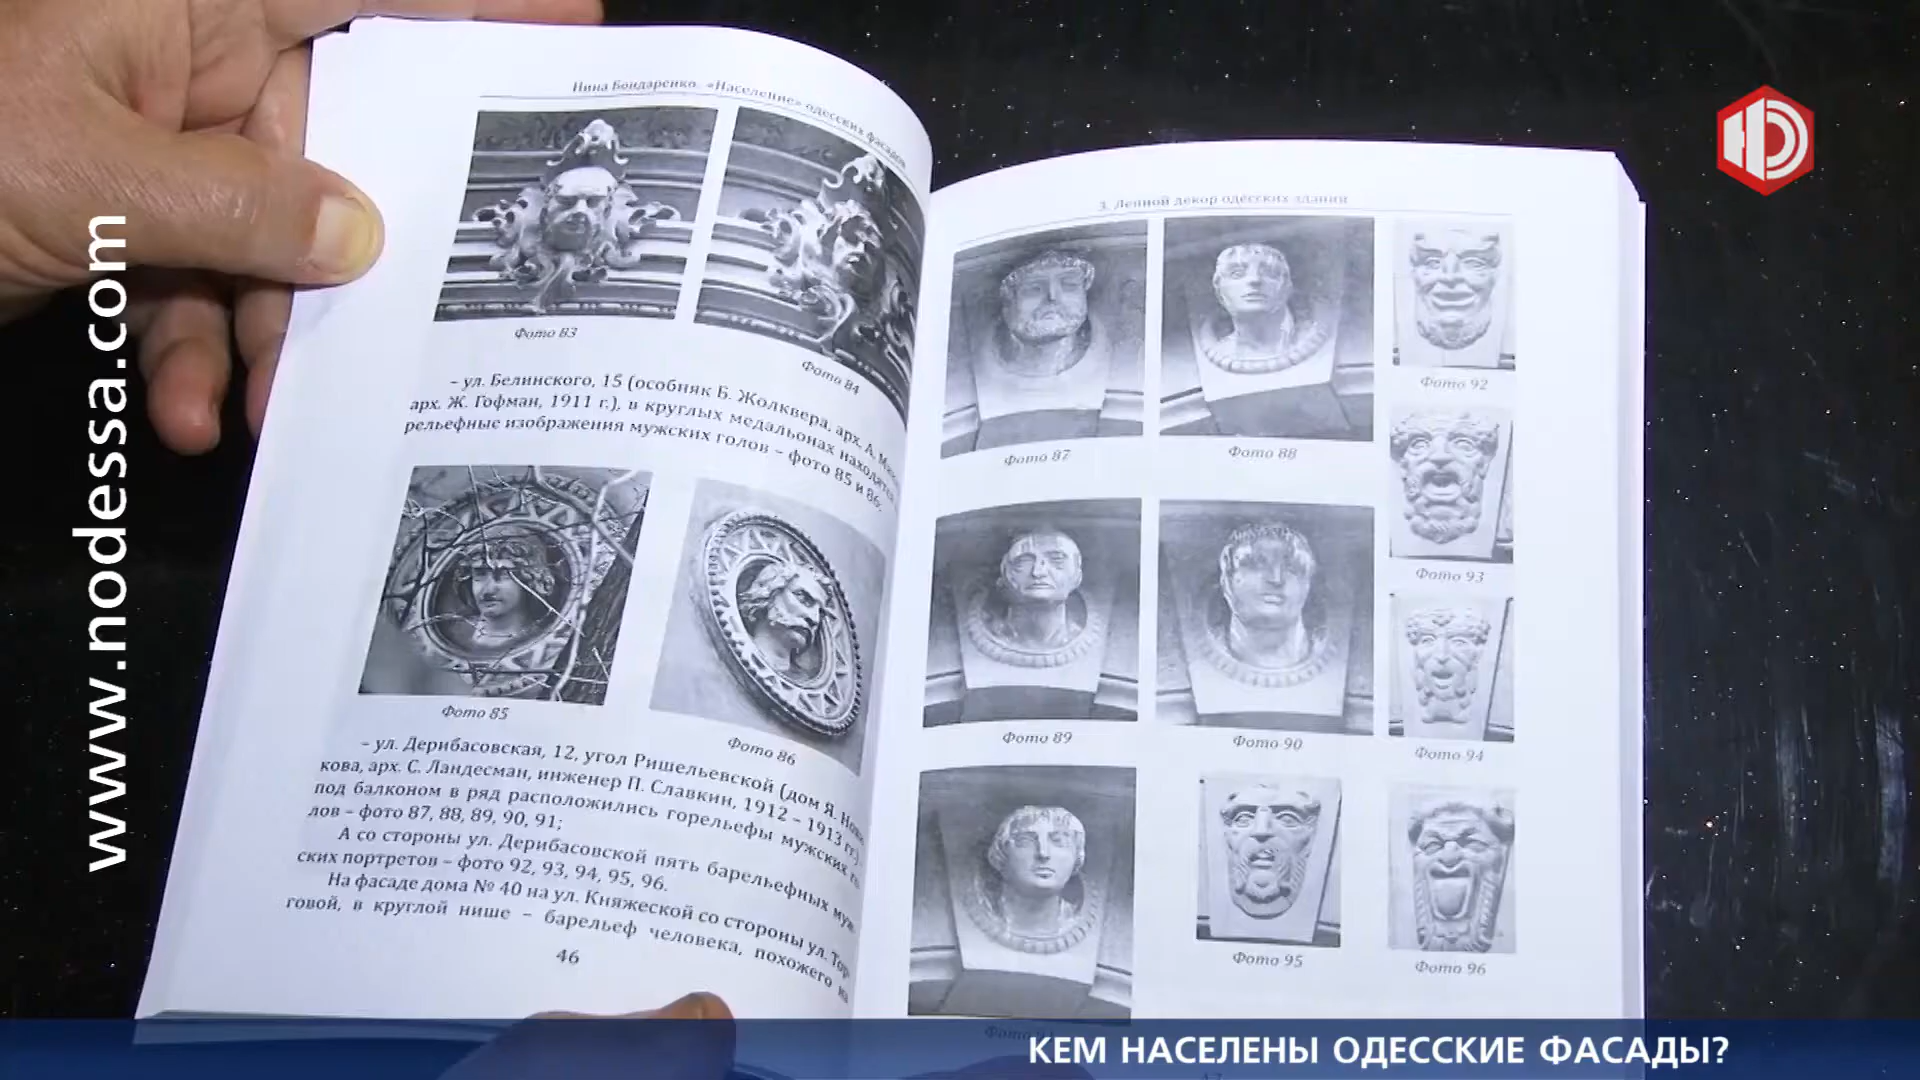 www.nodessa.com
Нина Бондаренко. «Население» одесских фасадов
Фото 83
Фото 84
– ул. Белинского, 15 (особняк Б. Жолквера, арх. А.
арх. Ж. Гофман, 1911 г.), в круглых медальонах находятся
рельефные изображения мужских голов – фото 85 и 86;
Фото 85
Фото 86
– ул. Дерибасовская, 12, угол Ришельевской (дом Я. Нови-
кова, арх. С. Ландесман, инженер П. Славкин, 1912 – 1913 гг.)
под балконом в ряд расположились горельефы мужских го-
лов – фото 87, 88, 89, 90, 91;
А со стороны ул. Дерибасовской пять барельефных муж-
ских портретов – фото 92, 93, 94, 95, 96.
На фасаде дома № 40 на ул. Княжеской со стороны ул. Тор-
говой, в круглой нише – барельеф человека, похожего на
46
3. Лепной декор одесских зданий
Фото 87
Фото 88
Фото 92
Фото 93
Фото 89
Фото 90
Фото 94
Фото 95
Фото 96
Фото 91
КЕМ НАСЕЛЕНЫ ОДЕССКИЕ ФАСАДЫ?